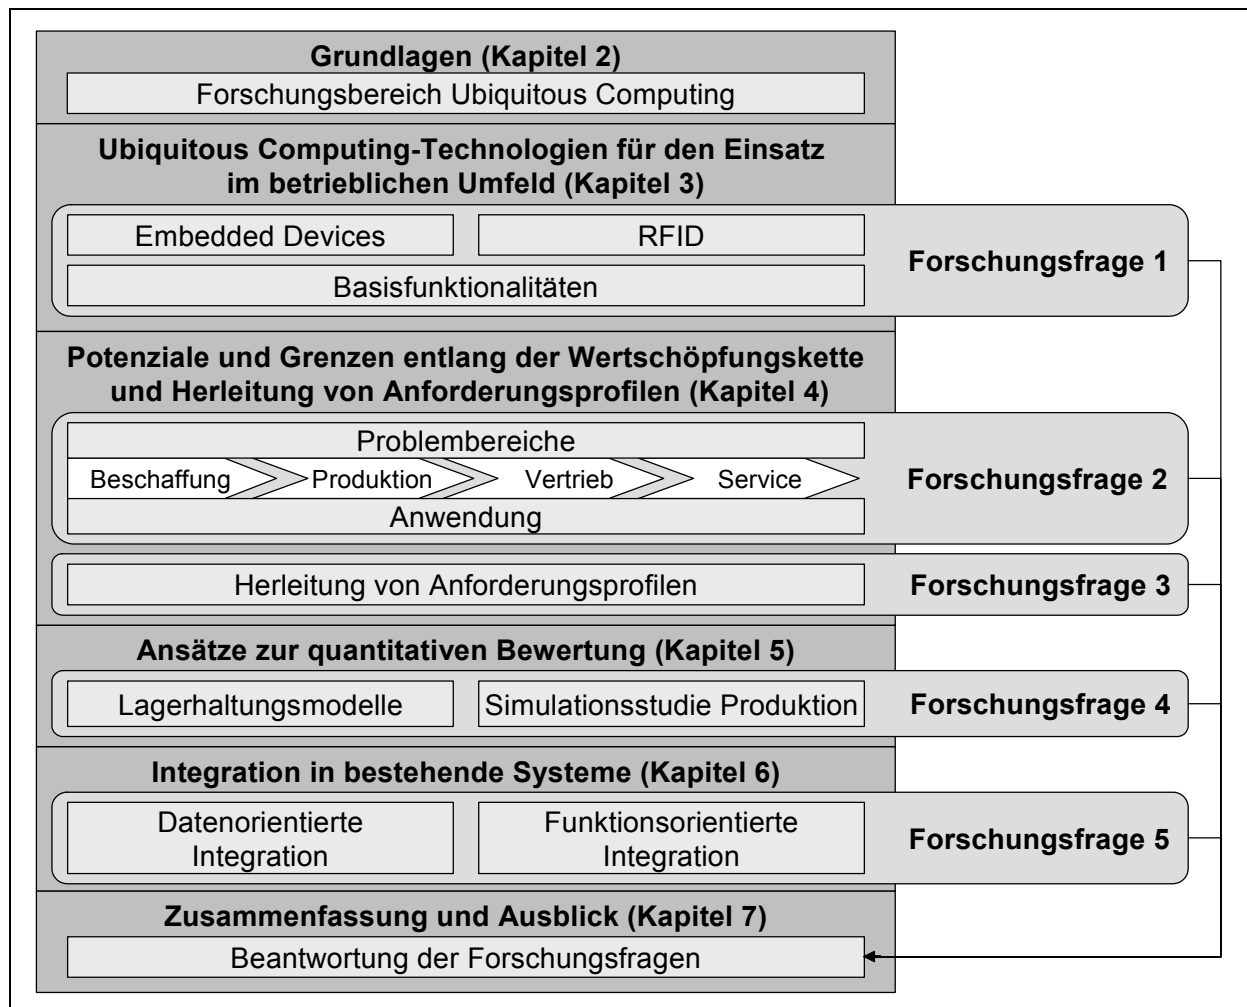 Grundlagen (Kapitel 2)
Forschungsbereich Ubiquitous Computing
Ubiquitous Computing-Technologien für den Einsatz
im betrieblichen Umfeld (Kapitel 3)
Embedded Devices
RFID
Basisfunktionalitäten
Forschungsfrage 1
Potenziale und Grenzen entlang der Wertschöpfungskette
und Herleitung von Anforderungsprofilen (Kapitel 4)
Problembereiche
Beschaffung
Produktion
Vertrieb
Service
Anwendung
Forschungsfrage 2
Herleitung von Anforderungsprofilen
Forschungsfrage 3
Ansätze zur quantitativen Bewertung (Kapitel 5)
Lagerhaltungsmodelle
Simulationsstudie Produktion
Forschungsfrage 4
Integration in bestehende Systeme (Kapitel 6)
Datenorientierte
Integration
Funktionsorientierte
Integration
Forschungsfrage 5
Zusammenfassung und Ausblick (Kapitel 7)
Beantwortung der Forschungsfragen